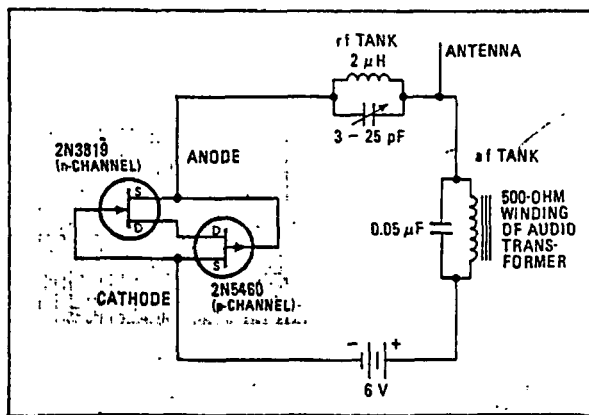 rf TANK
2 µH
ANTENNA
3 – 25 pF
2N3819
(n-CHANNEL)
ANODE
S
D
af TANK
0.05 µF
500-OHM
WINDING
OF AUDIO
TRANS-
FORMER
D
S
CATHODE
2N5460
(p-CHANNEL)
– +
6 V